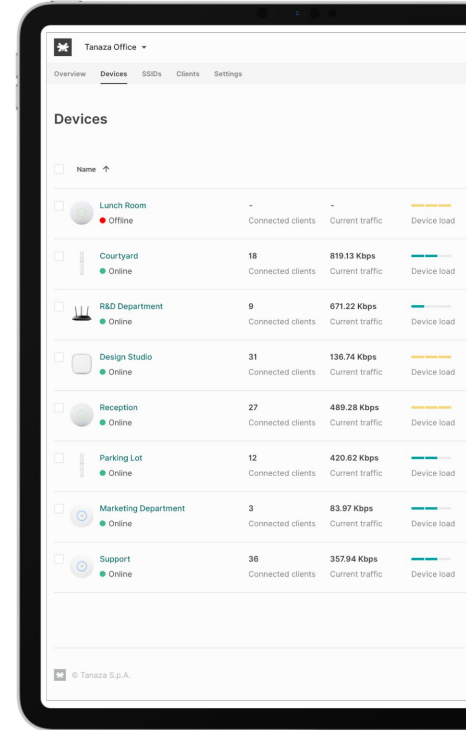 Tanaza Office
Overview Devices SSIDs Clients Settings
Devices
Name ↑
Lunch Room - -
Offline Connected clients Current traffic Device load
Courtyard 18 819.13 Kbps
Online Connected clients Current traffic Device load
R&D Department 9 671.22 Kbps
Online Connected clients Current traffic Device load
Design Studio 31 136.74 Kbps
Online Connected clients Current traffic Device load
Reception 27 489.28 Kbps
Online Connected clients Current traffic Device load
Parking Lot 12 420.62 Kbps
Online Connected clients Current traffic Device load
Marketing Department 3 83.97 Kbps
Online Connected clients Current traffic Device load
Support 36 357.94 Kbps
Online Connected clients Current traffic Device load
© Tanaza S.p.A.